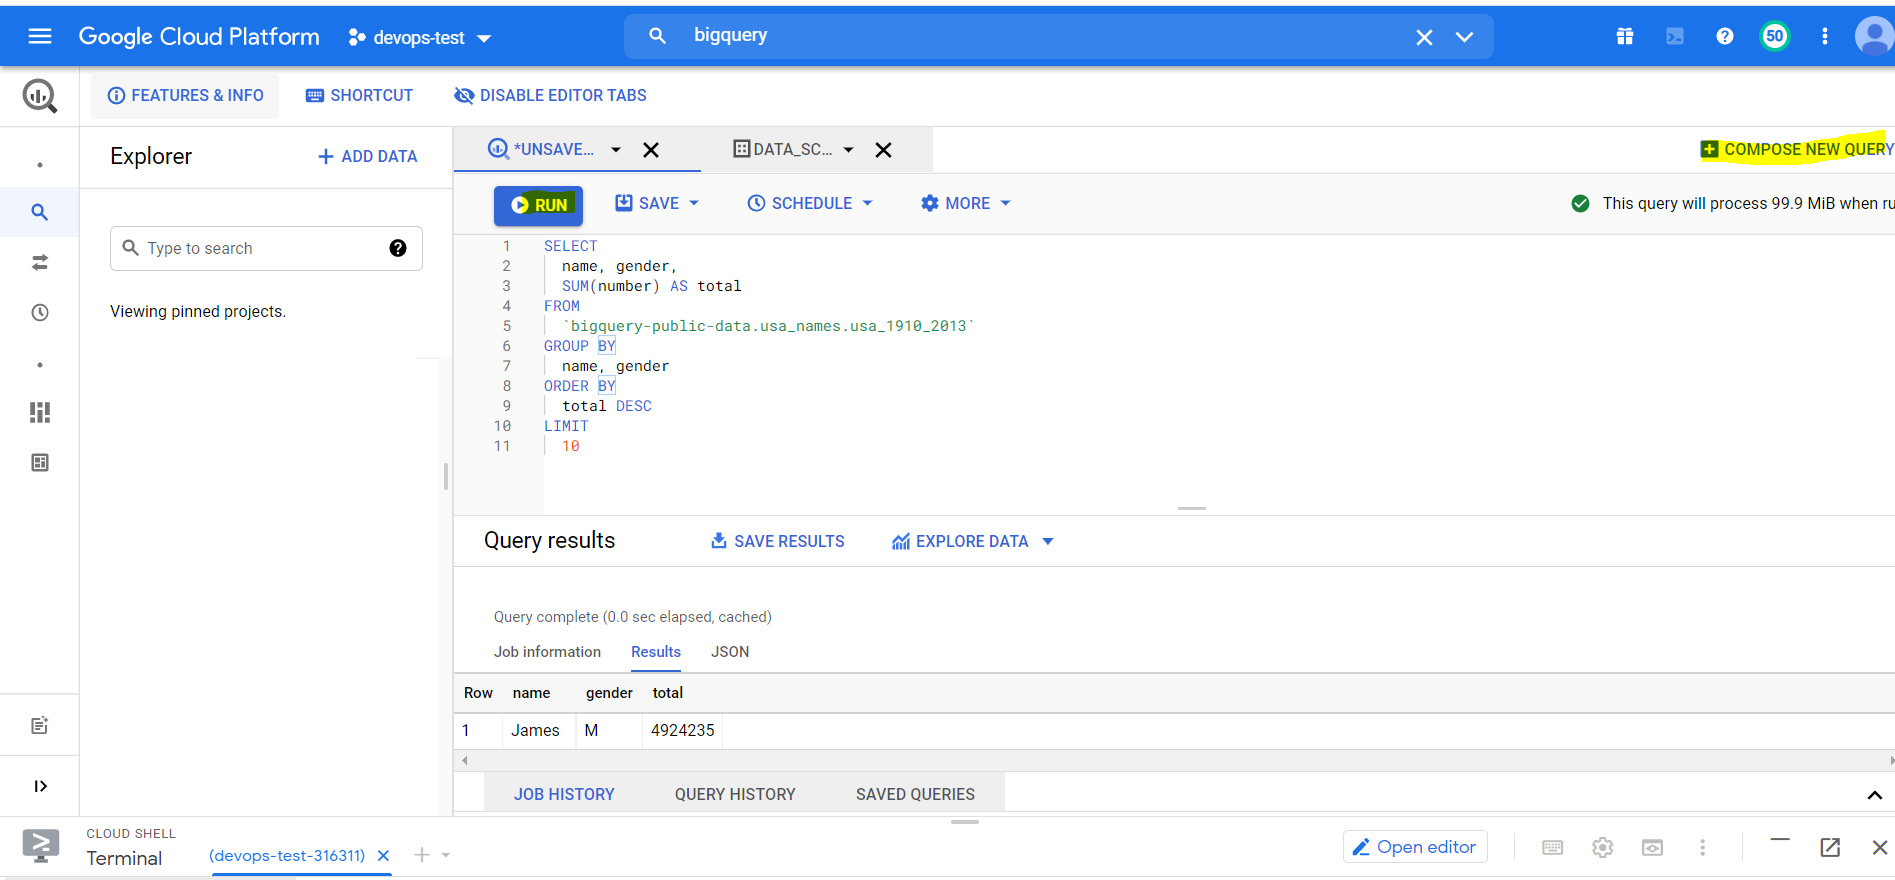 Google Cloud Platform
devops-test
bigquery
50
FEATURES & INFO
SHORTCUT
DISABLE EDITOR TABS
Explorer
ADD DATA
*UNSAVE...
DATA_SC...
COMPOSE NEW QUERY
RUN
SAVE
SCHEDULE
MORE
This query will process 99.9 MiB when ru
Type to search
Viewing pinned projects.
1 SELECT
2 name, gender,
3 SUM(number) AS total
4 FROM
5 `bigquery-public-data.usa_names.usa_1910_2013`
6 GROUP BY
7 name, gender
8 ORDER BY
9 total DESC
10 LIMIT
11 10
Query results
SAVE RESULTS
EXPLORE DATA
Query complete (0.0 sec elapsed, cached)
Job information Results JSON
Row name gender total
1 James M 4924235
JOB HISTORY QUERY HISTORY SAVED QUERIES
CLOUD SHELL
Terminal
(devops-test-316311)
Open editor